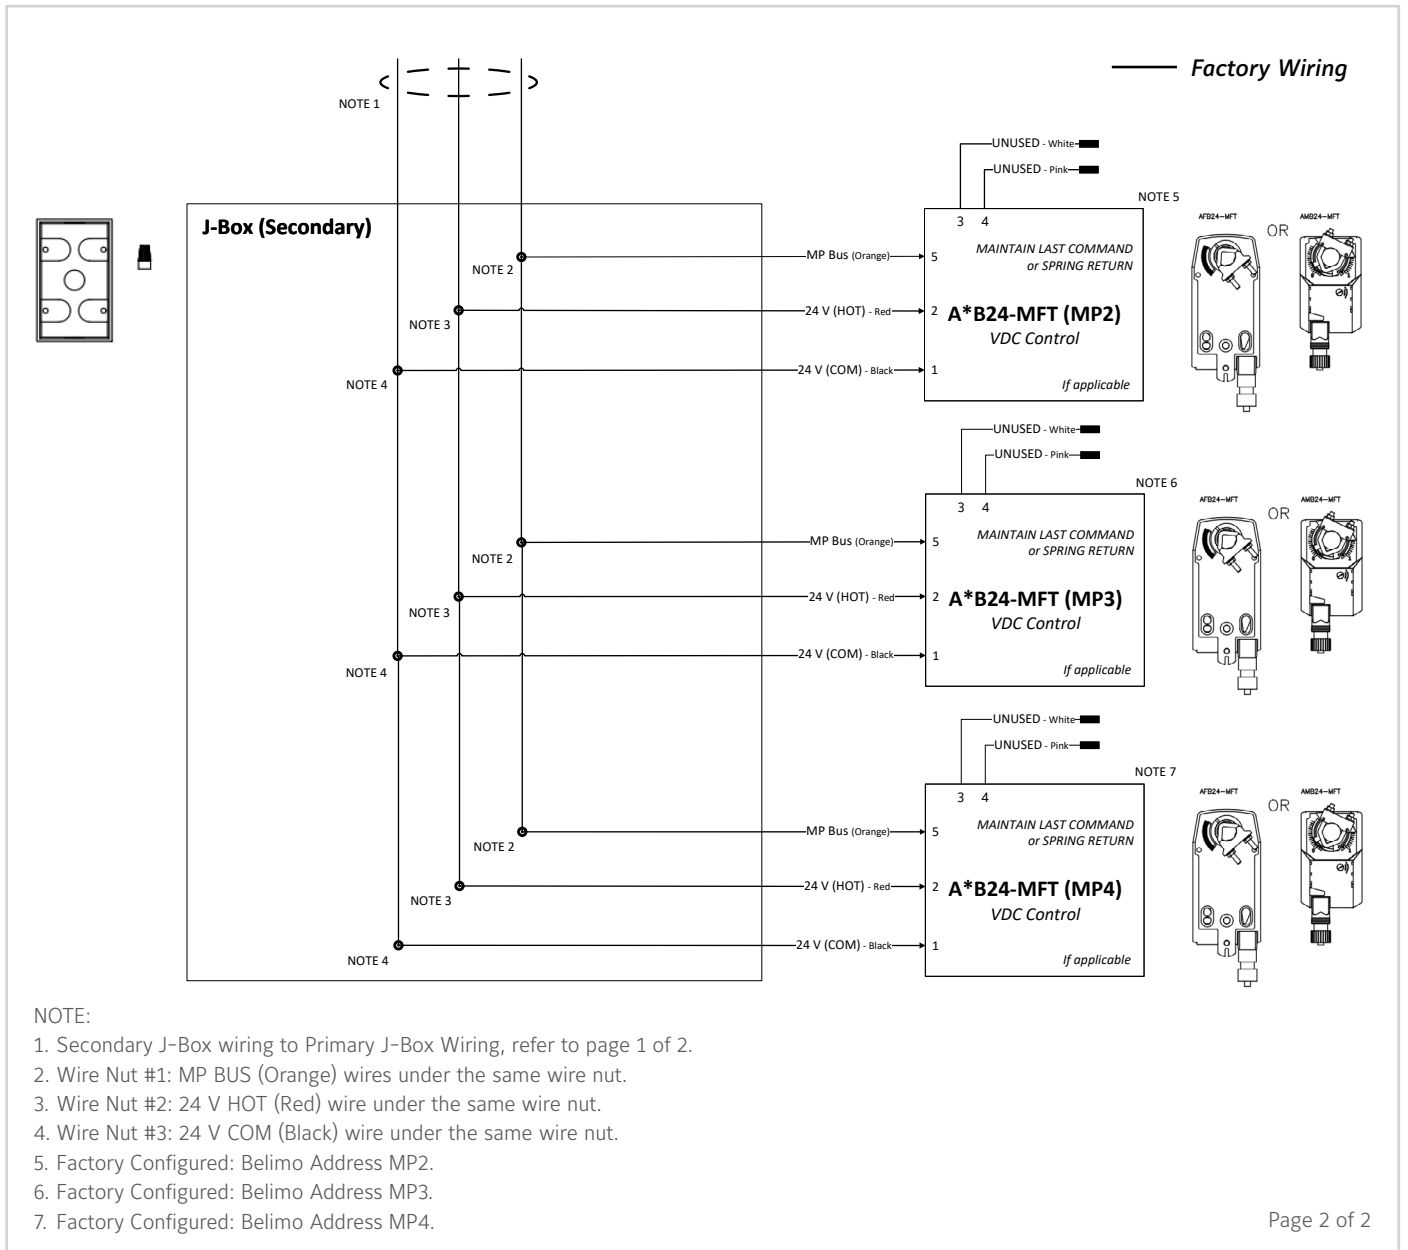 Factory Wiring
NOTE 1
UNUSED - White
UNUSED - Pink
NOTE 5
J-Box (Secondary)
3 4
AFB24-MFT OR AMB24-MFT
MAINTAIN LAST COMMAND
or SPRING RETURN
NOTE 2
MP Bus (Orange) 5
NOTE 3
24 V (HOT) - Red 2
A*B24-MFT (MP2)
VDC Control
NOTE 4
24 V (COM) - Black 1
If applicable
UNUSED - White
UNUSED - Pink
NOTE 6
3 4
AFB24-MFT OR AMB24-MFT
MAINTAIN LAST COMMAND
or SPRING RETURN
NOTE 2
MP Bus (Orange) 5
NOTE 3
24 V (HOT) - Red 2
A*B24-MFT (MP3)
VDC Control
NOTE 4
24 V (COM) - Black 1
If applicable
UNUSED - White
UNUSED - Pink
NOTE 7
3 4
AFB24-MFT OR AMB24-MFT
MAINTAIN LAST COMMAND
or SPRING RETURN
NOTE 2
MP Bus (Orange) 5
NOTE 3
24 V (HOT) - Red 2
A*B24-MFT (MP4)
VDC Control
NOTE 4
24 V (COM) - Black 1
If applicable
NOTE:
1. Secondary J-Box wiring to Primary J-Box Wiring, refer to page 1 of 2.
2. Wire Nut #1: MP BUS (Orange) wires under the same wire nut.
3. Wire Nut #2: 24 V HOT (Red) wire under the same wire nut.
4. Wire Nut #3: 24 V COM (Black) wire under the same wire nut.
5. Factory Configured: Belimo Address MP2.
6. Factory Configured: Belimo Address MP3.
7. Factory Configured: Belimo Address MP4.
Page 2 of 2